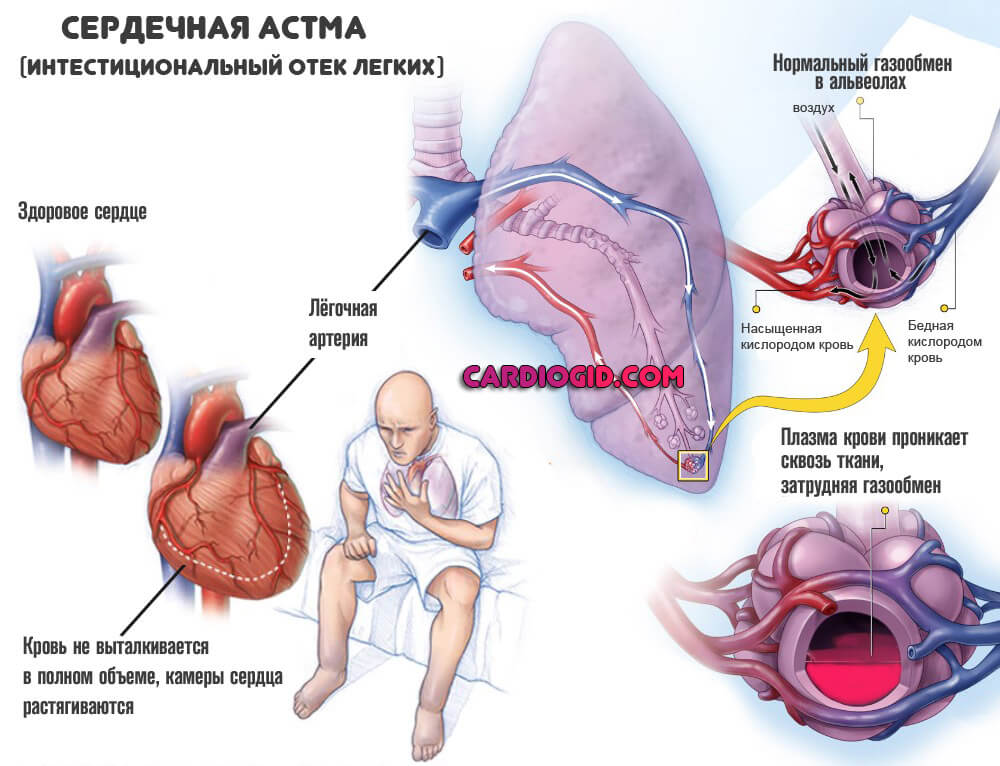 СЕРДЕЧНАЯ АСТМА
(ИНТЕСТИЦИОНАЛЬНЫЙ ОТЕК ЛЕГКИХ)
Нормальный газообмен
в альвеолах
воздух
Здоровое сердце
Лёгочная
артерия
Насыщенная
кислородом кровь
Бедная
кислородом
кровь
CARDIOGID.COM
Плазма крови проникает
сквозь ткани,
затрудняя газообмен
Кровь не выталкивается
в полном объеме, камеры сердца
растягиваются